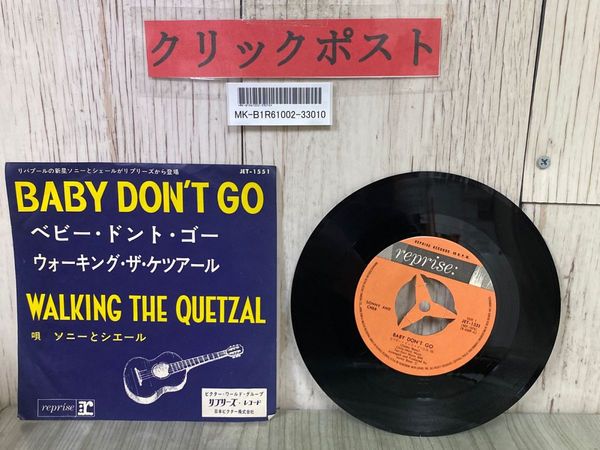 クリックポスト
MK-B1R61002-33010
リバプールの新星ソニーとシェールがリプリーズから登場
JET-1551
BABY DON'T GO
ベビー・ドント・ゴー
ウォーキング・ザ・ケツアール
WALKING THE QUETZAL
唄 ソニーとシエール
reprise r
ビクター・ワールド・グループ
リプリーズ・レコード
日本ビクター株式会社
reprise:
SONNY AND
CHER
JET-1551
BABY DON'T GO